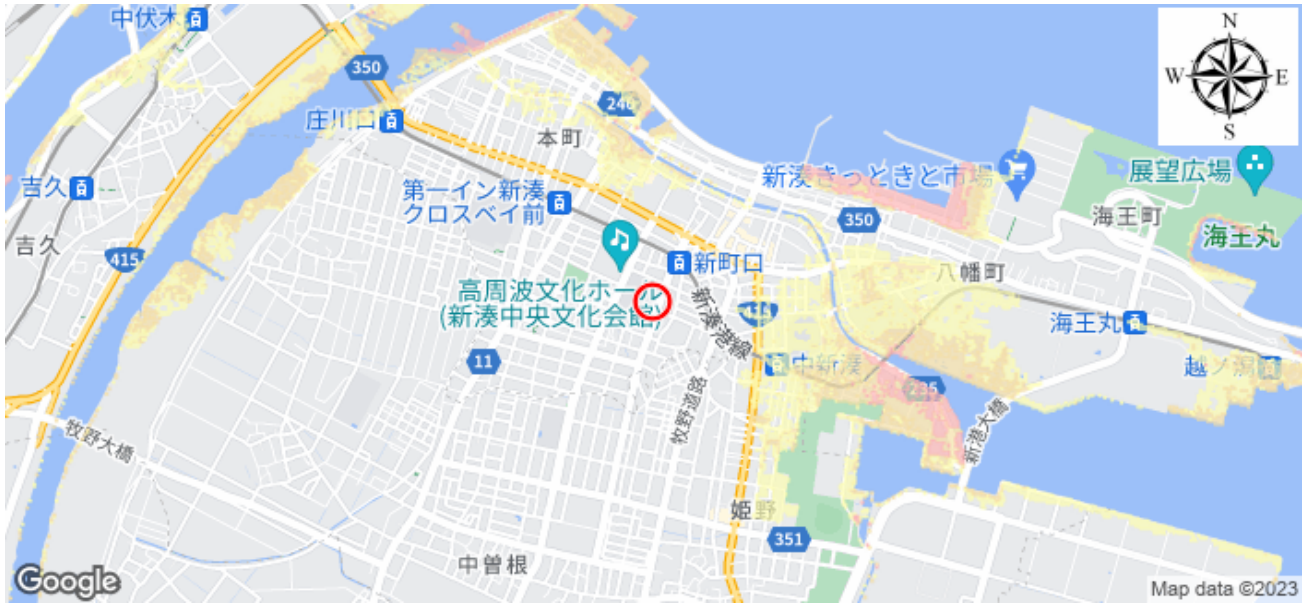 中伏木
N
W
E
S
350
庄川口
246
本町
新湊きっときと市場
展望広場
吉久
第一イン新湊
クロスベイ前
350
海王町
海王丸
吉久
415
新町口
八幡町
高周波文化ホール
(新湊中央文化会館)
新湊港線
415
海王丸
11
中新湊
越ノ潟
235
牧野道路
新港大橋
牧野大橋
姫野
351
中曽根
Google
Map data ©2023